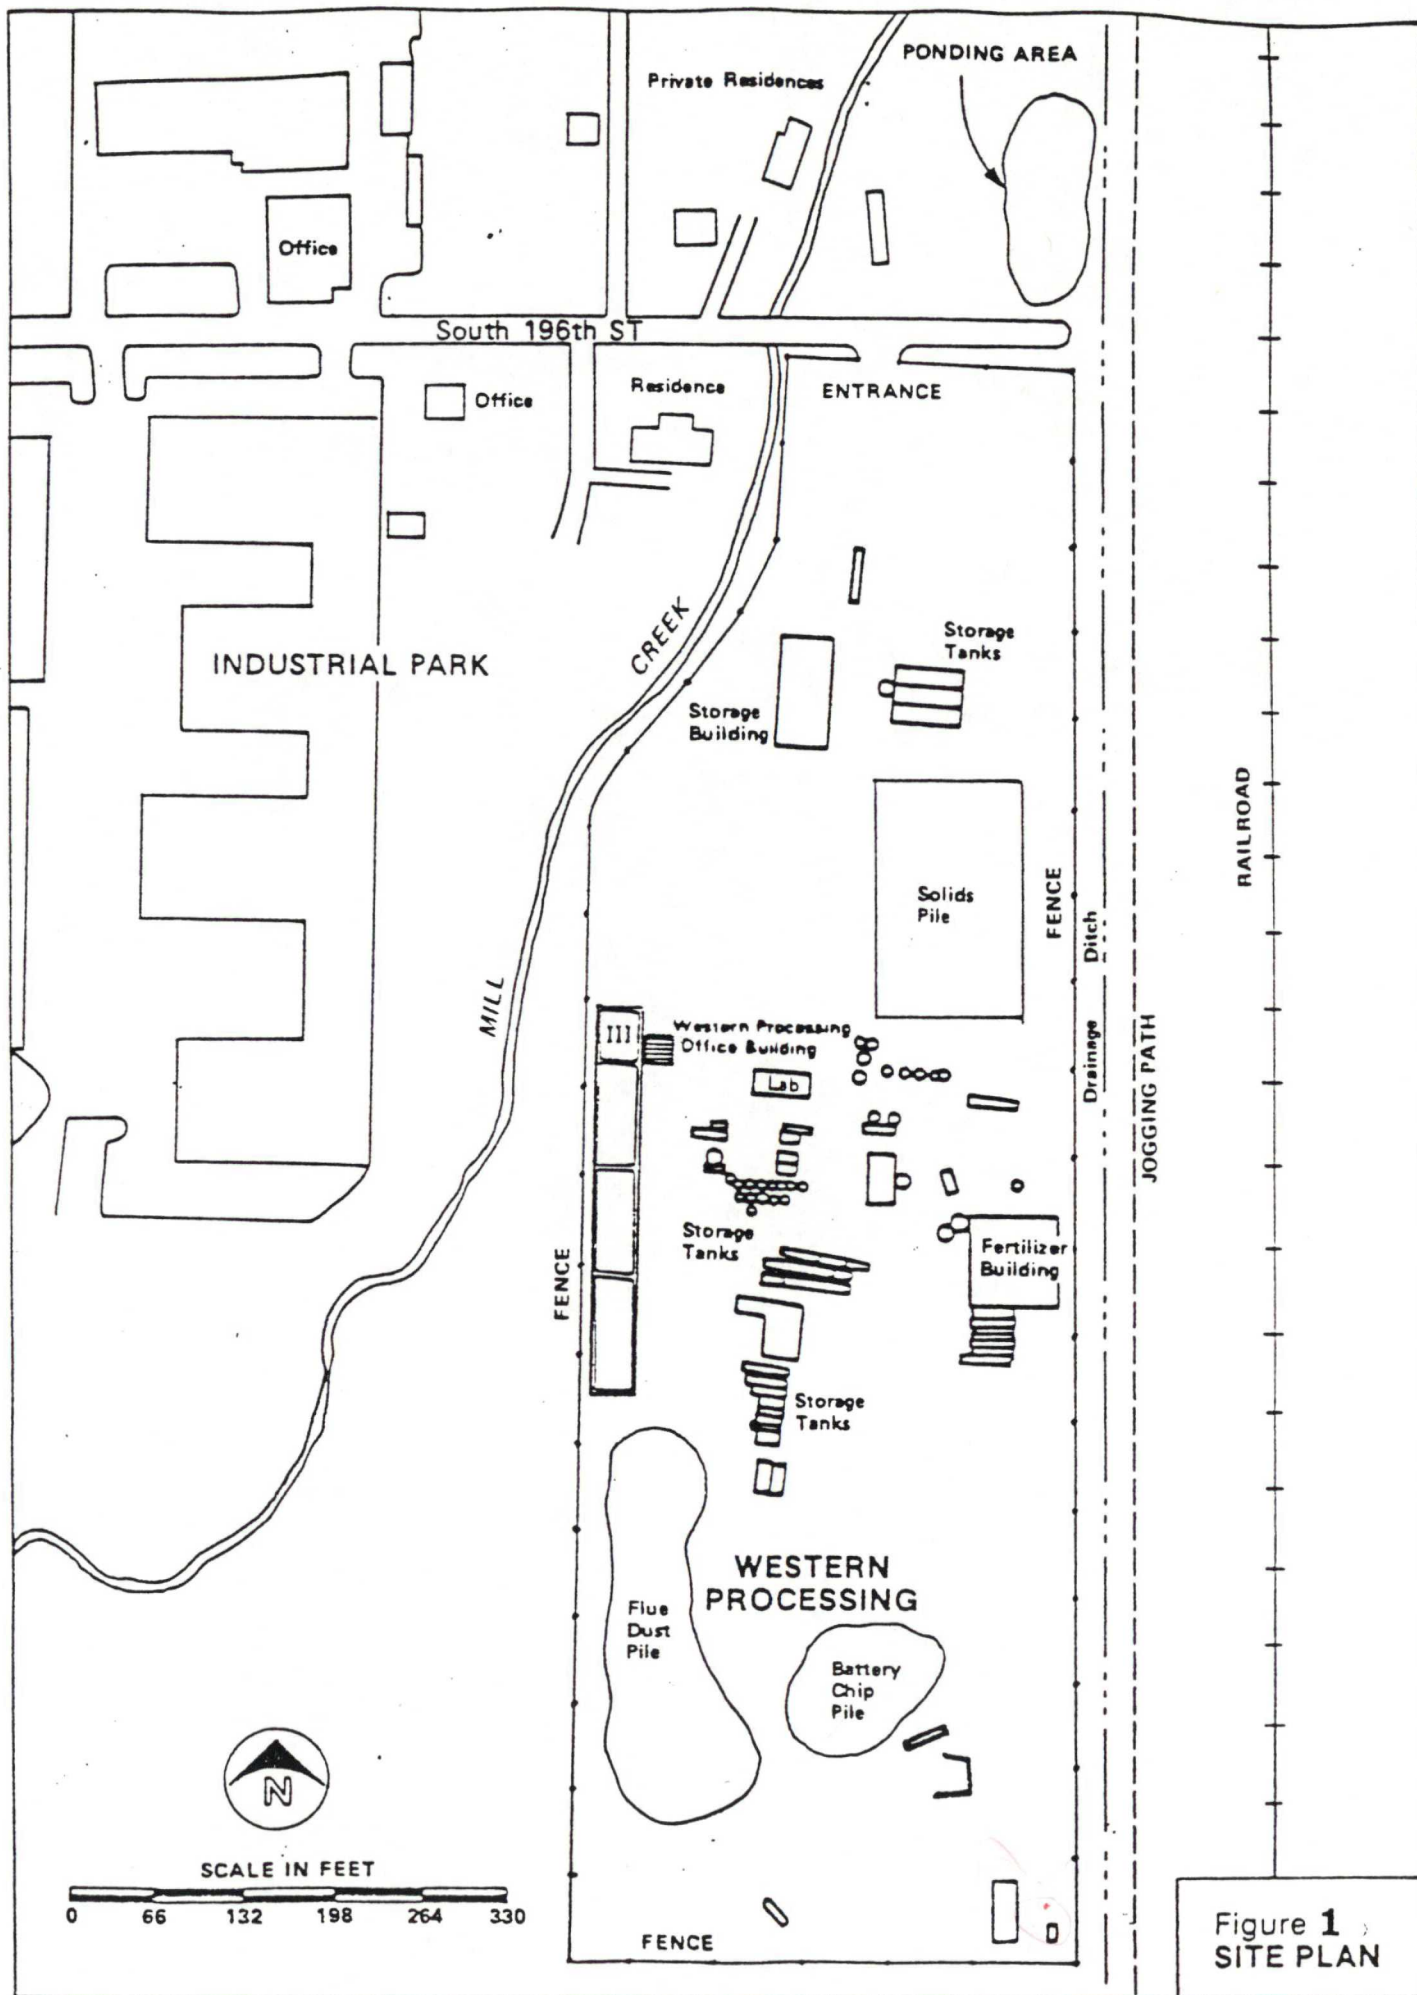 PONDING AREA
Private Residences
Office
South 196th ST
ENTRANCE
Residence
Office
Storage
Tanks
CREEK
INDUSTRIAL PARK
Storage
Building
RAILROAD
Solids
Pile
FENCE
Drainage Ditch
MILL
III
Western Processing
Office Building
Lab
JOGGING PATH
Storage
Tanks
Fertilizer
Building
FENCE
Storage
Tanks
WESTERN
PROCESSING
Flue
Dust
Pile
Battery
Chip
Pile
N
SCALE IN FEET
0 66 132 198 264 330
FENCE
Figure 1
SITE PLAN